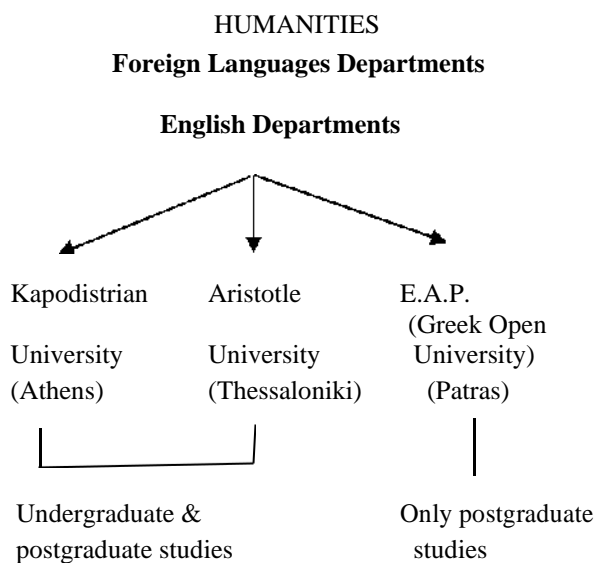 HUMANITIES
Foreign Languages Departments
English Departments
Kapodistrian
University
(Athens)
Aristotle
University
(Thessaloniki)
E.A.P.
(Greek Open
University)
(Patras)
Undergraduate &
postgraduate studies
Only postgraduate
studies